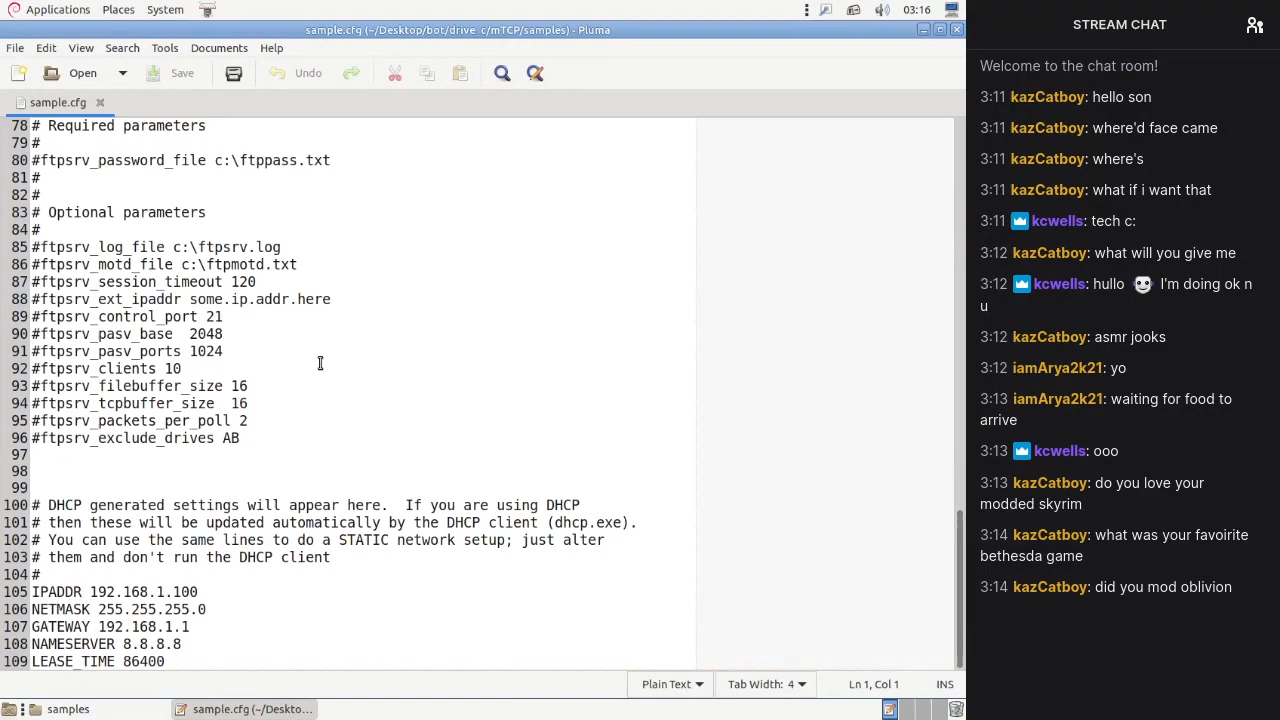 Applications Places System 03:16
sample.cfg (~/Desktop/bot/drive_c/mTCP/samples) - Pluma
File Edit View Search Tools Documents Help
Open Save Undo
sample.cfg
78 # Required parameters
79 #
80 #ftpsrv_password_file c:\ftppass.txt
81 #
82 #
83 # Optional parameters
84 #
85 #ftpsrv_log_file c:\ftpsrv.log
86 #ftpsrv_motd_file c:\ftpmotd.txt
87 #ftpsrv_session_timeout 120
88 #ftpsrv_ext_ipaddr some.ip.addr.here
89 #ftpsrv_control_port 21
90 #ftpsrv_pasv_base  2048
91 #ftpsrv_pasv_ports 1024
92 #ftpsrv_clients 10
93 #ftpsrv_filebuffer_size 16
94 #ftpsrv_tcpbuffer_size  16
95 #ftpsrv_packets_per_poll 2
96 #ftpsrv_exclude_drives AB
97
98
99
100 # DHCP generated settings will appear here.  If you are using DHCP
101 # then these will be updated automatically by the DHCP client (dhcp.exe).
102 # You can use the same lines to do a STATIC network setup; just alter
103 # them and don't run the DHCP client
104 #
105 IPADDR 192.168.1.100
106 NETMASK 255.255.255.0
107 GATEWAY 192.168.1.1
108 NAMESERVER 8.8.8.8
109 LEASE_TIME 86400
Plain Text Tab Width: 4 Ln 1, Col 1 INS
samples sample.cfg (~/Deskto...
STREAM CHAT
Welcome to the chat room!
3:11 kazCatboy: hello son
3:11 kazCatboy: where'd face came
3:11 kazCatboy: where's
3:11 kazCatboy: what if i want that
3:11 kcwells: tech c:
3:12 kazCatboy: what will you give me
3:12 kcwells: hullo I'm doing ok n
u
3:12 kazCatboy: asmr jooks
3:12 iamArya2k21: yo
3:13 iamArya2k21: waiting for food to
arrive
3:13 kcwells: ooo
3:13 kazCatboy: do you love your
modded skyrim
3:14 kazCatboy: what was your favoirite
bethesda game
3:14 kazCatboy: did you mod oblivion